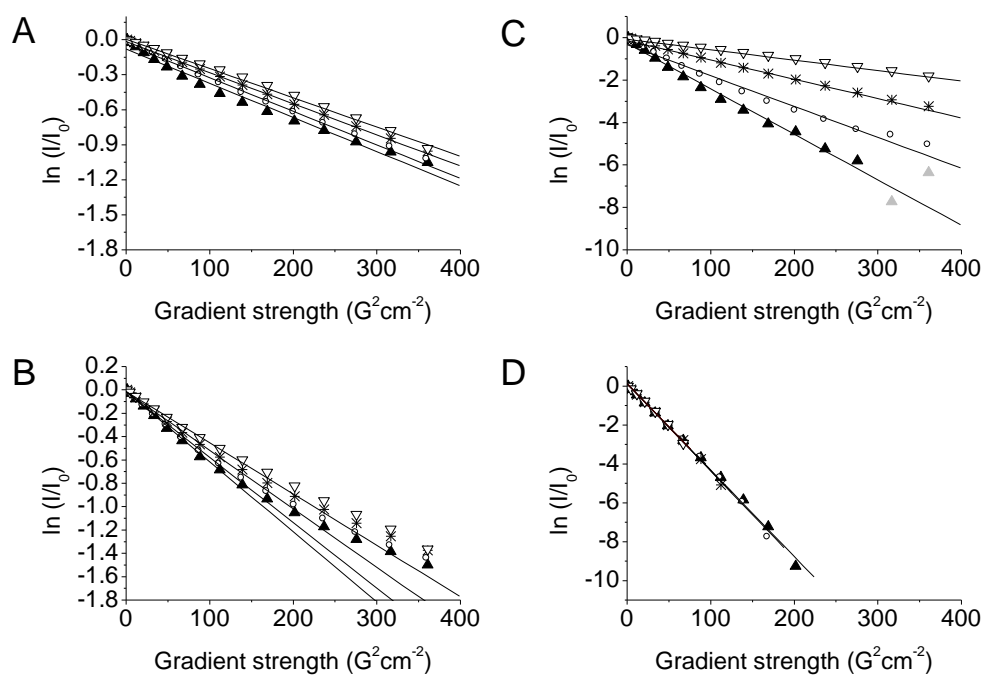 A
0.0
-0.3
-0.6
-0.9
-1.2
-1.5
-1.8
ln (I/I₀)
0 100 200 300 400
Gradient strength (G²cm⁻²)
C
0
-2
-4
-6
-8
-10
ln (I/I₀)
0 100 200 300 400
Gradient strength (G²cm⁻²)
B
0.2
0.0
-0.2
-0.4
-0.6
-0.8
-1.0
-1.2
-1.4
-1.6
-1.8
ln (I/I₀)
0 100 200 300 400
Gradient strength (G²cm⁻²)
D
0
-2
-4
-6
-8
-10
ln (I/I₀)
0 100 200 300 400
Gradient strength (G²cm⁻²)